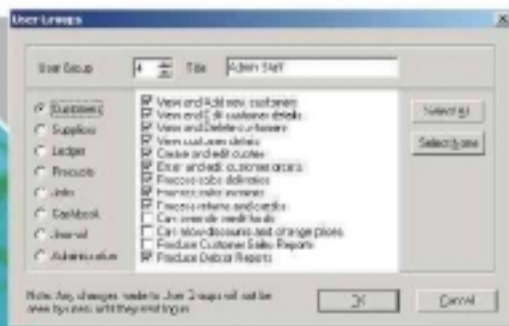 User Groups
User Group 4 Title Admin Staff
Customers
Suppliers
Ledger
Products
Jobs
Cashbook
Journal
Administration
View and Add new customers
View and Edit customer details
View and Delete customers
View customer details
Create and edit quotes
Enter and edit customer orders
Process sales deliveries
Process sales invoices
Process returns and credits
Can override credit holds
Can allow discounts and change prices
Produce Customer Sales Reports
Produce Debtor Reports
Select All
Select None
Note: Any changes made to User Groups will not be
seen by users until they next log in
OK
Cancel